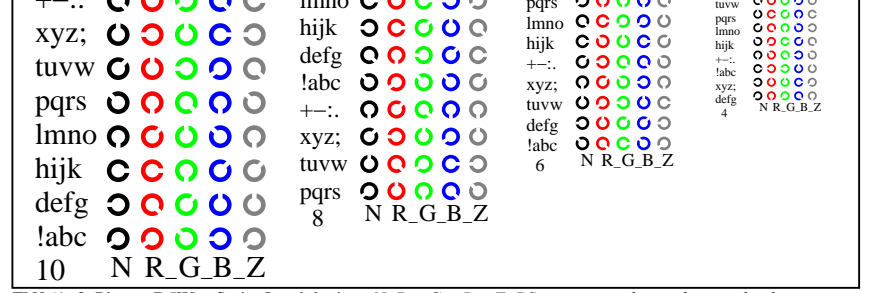 +−:.
xyz;
tuvw
pqrs
lmno
hijk
defg
!abc
10 N R_G_B_Z
lmno
hijk
defg
!abc
+−:.
xyz;
tuvw
pqrs
8 N R_G_B_Z
pqrs
lmno
hijk
+−:.
xyz;
tuvw
defg
!abc
6 N R_G_B_Z
tuvw
pqrs
lmno
hijk
+−:.
!abc
xyz;
defg
4 N R_G_B_Z